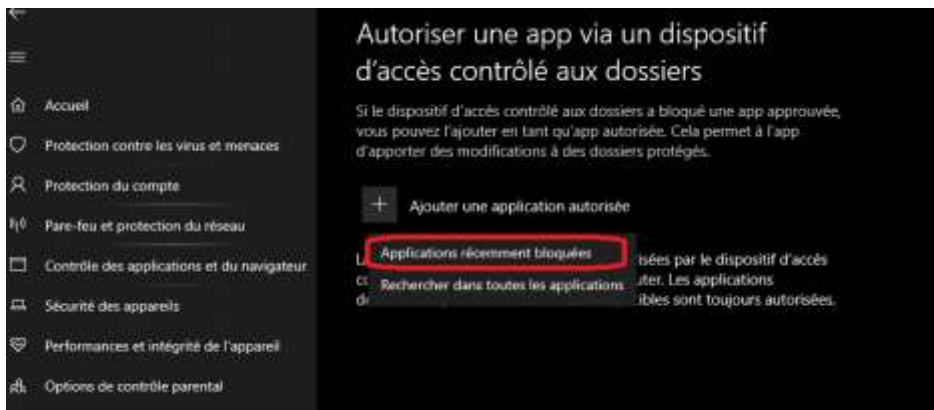 Autoriser une app via un dispositif
d'accès contrôlé aux dossiers
Si le dispositif d'accès contrôlé aux dossiers a bloqué une app approuvée,
vous pouvez l'ajouter en tant qu'app autorisée. Cela permet à l'app
d'apporter des modifications à des dossiers protégés.
Accueil
Protection contre les virus et menaces
Protection du compte
Pare-feu et protection du réseau
Contrôle des applications et du navigateur
Sécurité des appareils
Performances et intégrité de l'appareil
Options de contrôle parental
Ajouter une application autorisée
Applications récemment bloquées
Rechercher dans toutes les applications
isées par le dispositif d'accès
uter. Les applications
ibles sont toujours autorisées.